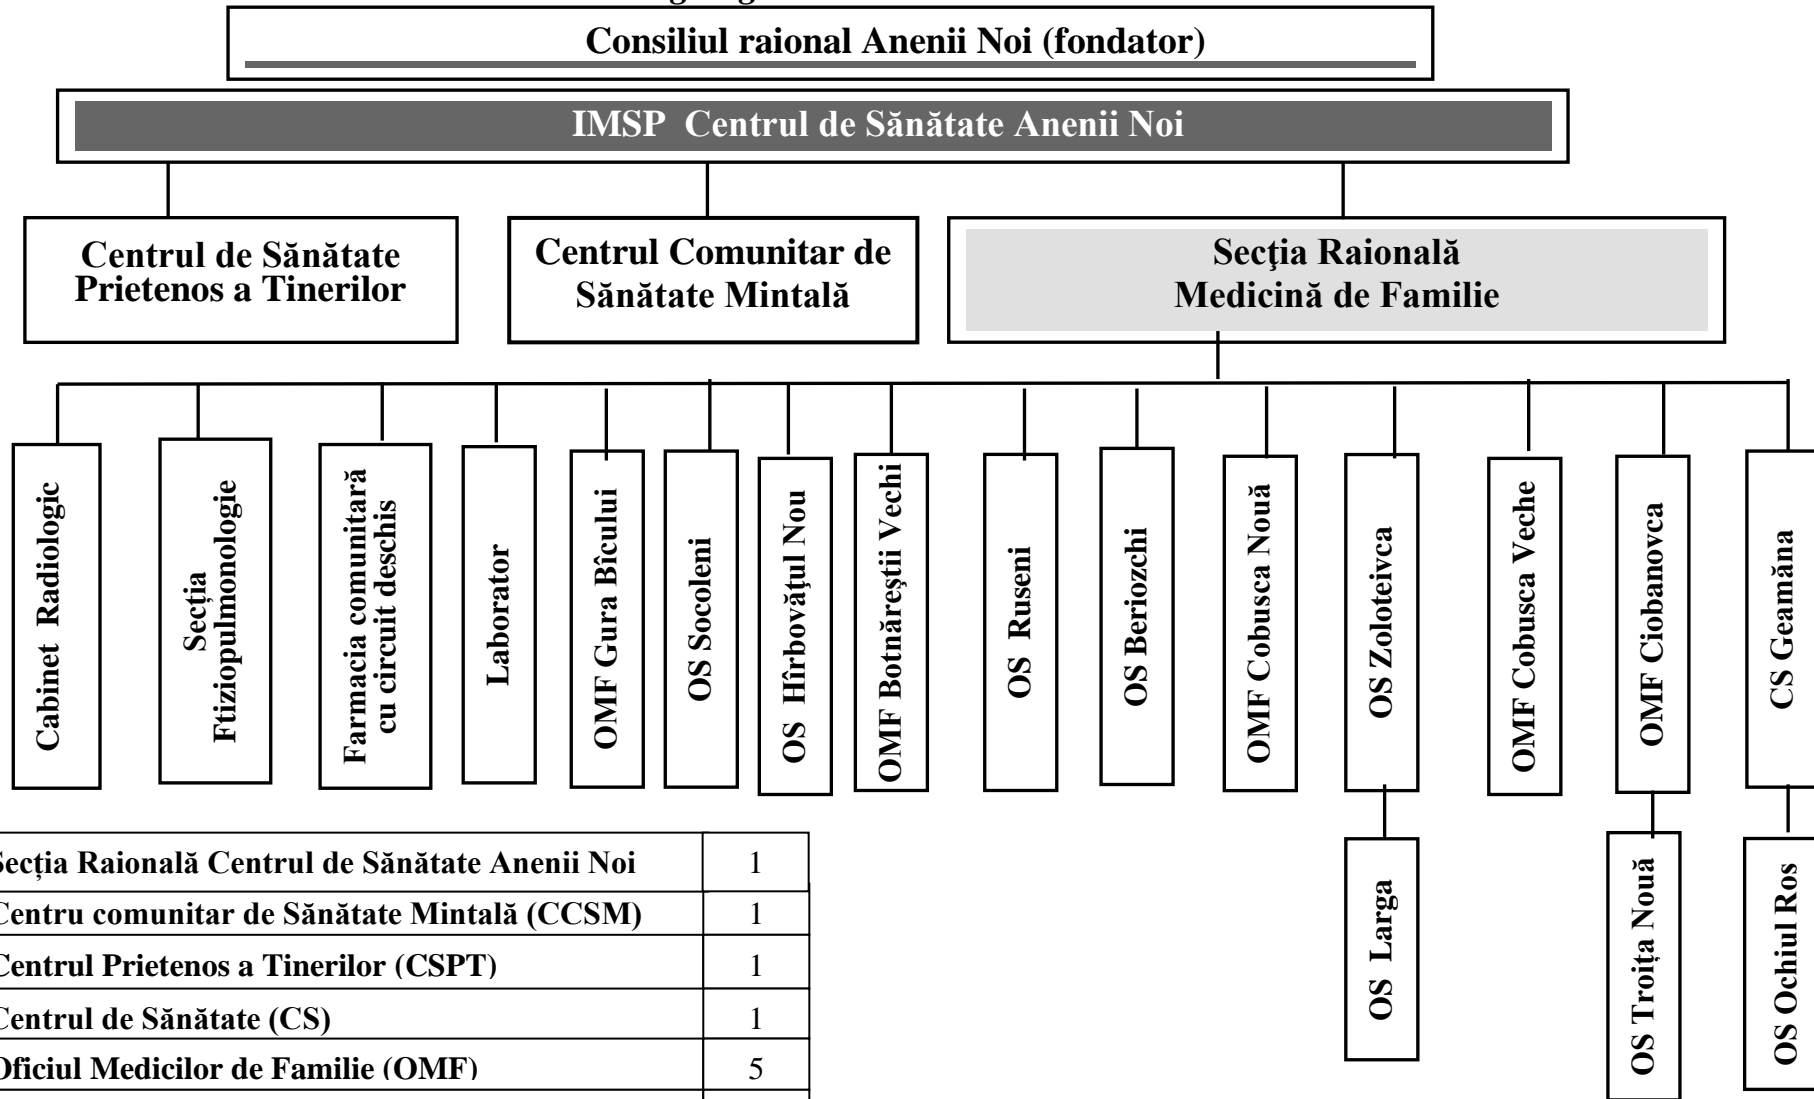 Consiliul raional Anenii Noi (fondator)
IMSP Centrul de Sănătate Anenii Noi
Centrul de Sănătate
Prietenos a Tinerilor
Centrul Comunitar de
Sănătate Mintală
Secţia Raională
Medicină de Familie
Cabinet Radiologic
Secția
Ftiziopulmonologie
Farmacia comunitară
cu circuit deschis
Laborator
OMF Gura Bîcului
OS Socoleni
OS Hîrbovăţul Nou
OMF Botnăreştii Vechi
OS Ruseni
OS Beriozchi
OMF Cobusca Nouă
OS Zoloteivca
OMF Cobusca Veche
OMF Ciobanovca
CS Geamăna
OS Larga
OS Troița Nouă
OS Ochiul Ros
Secția Raională Centrul de Sănătate Anenii Noi 1
Centru comunitar de Sănătate Mintală (CCSM) 1
Centrul Prietenos a Tinerilor (CSPT) 1
Centrul de Sănătate (CS) 1
Oficiul Medicilor de Familie (OMF) 5